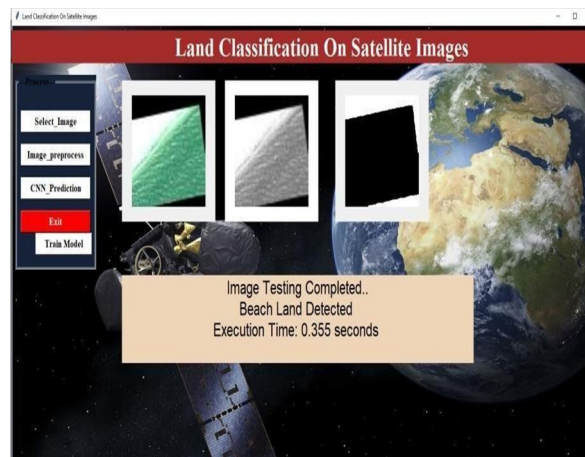 Land Classification On Satellite Images
Land Classification On Satellite Images
Process
Select_Image
Image_preprocess
CNN_Prediction
Exit
Train Model
Image Testing Completed..
Beach Land Detected
Execution Time: 0.355 seconds